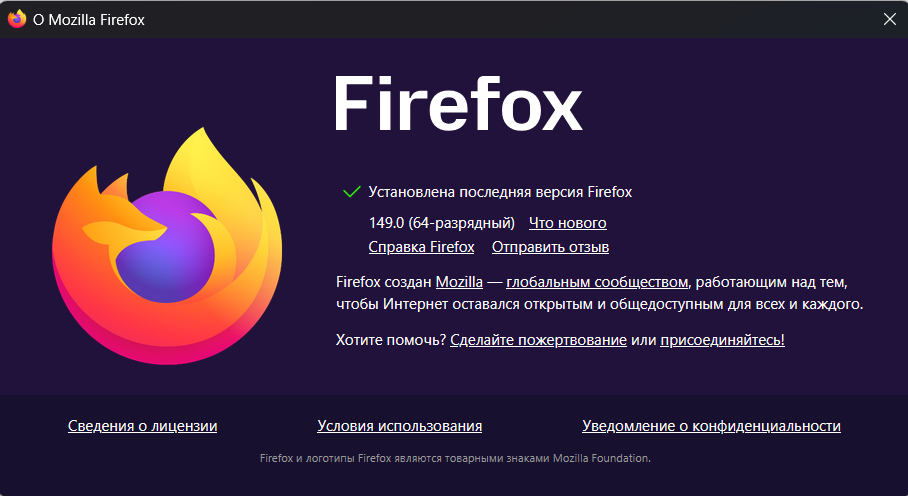 О Mozilla Firefox
Firefox
Установлена последняя версия Firefox
149.0 (64-разрядный) Что нового
Справка Firefox Отправить отзыв
Firefox создан Mozilla — глобальным сообществом, работающим над тем,
чтобы Интернет оставался открытым и общедоступным для всех и каждого.
Хотите помочь? Сделайте пожертвование или присоединяйтесь!
Сведения о лицензии Условия использования Уведомление о конфиденциальности
Firefox и логотипы Firefox являются товарными знаками Mozilla Foundation.